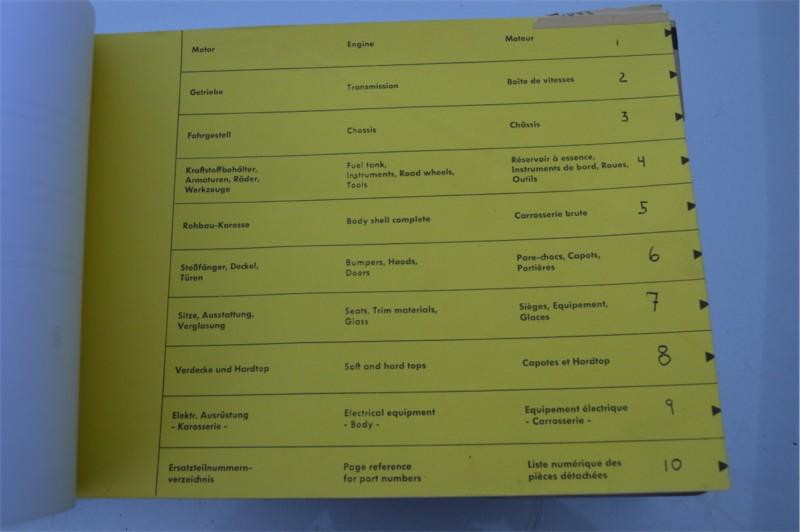 Motor Engine Moteur 1
Getriebe Transmission Boîte de vitesses 2
Fahrgestell Chassis Châssis 3
Kraftstoffbehälter, Fuel tank, Réservoir à essence, 4
Armaturen, Räder, Instruments, Road wheels, Instruments de bord, Roues,
Werkzeuge Tools Outils
Rohbau-Karosse Body shell complete Carrosserie brute 5
Stoßfänger, Deckel, Bumpers, Hoods, Pare-chocs, Capots, 6
Türen Doors Portières
Sitze, Ausstattung, Seats, Trim materials, Sièges, Equipement, 7
Verglasung Glass Glaces
Verdecke und Hardtop Soft and hard tops Capotes et Hardtop 8
Elektr. Ausrüstung Electrical equipment Equipement électrique 9
- Karosserie - - Body - - Carrosserie -
Ersatzteilnummern- Page reference Liste numérique des 10
verzeichnis for part numbers pièces détachées